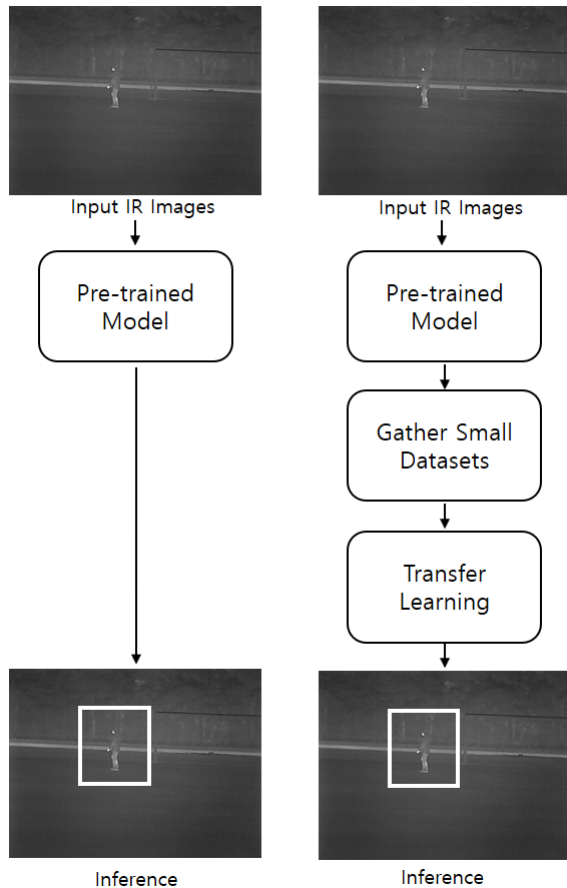 Input IR Images
Pre-trained
Model
Inference
Input IR Images
Pre-trained
Model
Gather Small
Datasets
Transfer
Learning
Inference